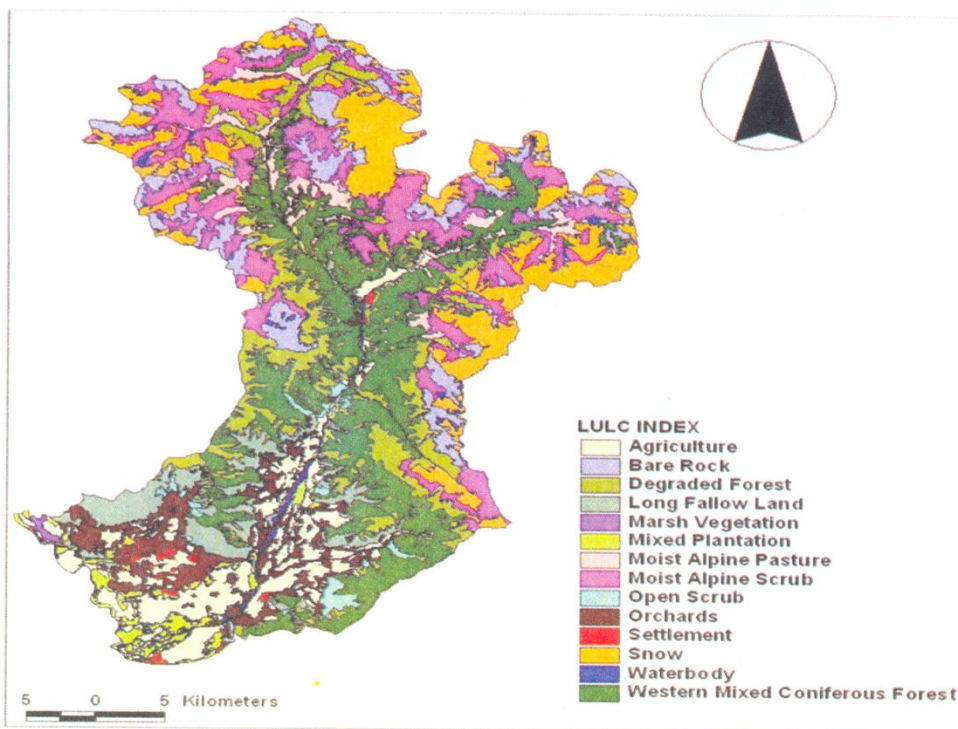 LULC INDEX
Agriculture
Bare Rock
Degraded Forest
Long Fallow Land
Marsh Vegetation
Mixed Plantation
Moist Alpine Pasture
Moist Alpine Scrub
Open Scrub
Orchards
Settlement
Snow
Waterbody
Western Mixed Coniferous Forest
5 0 5 Kilometers